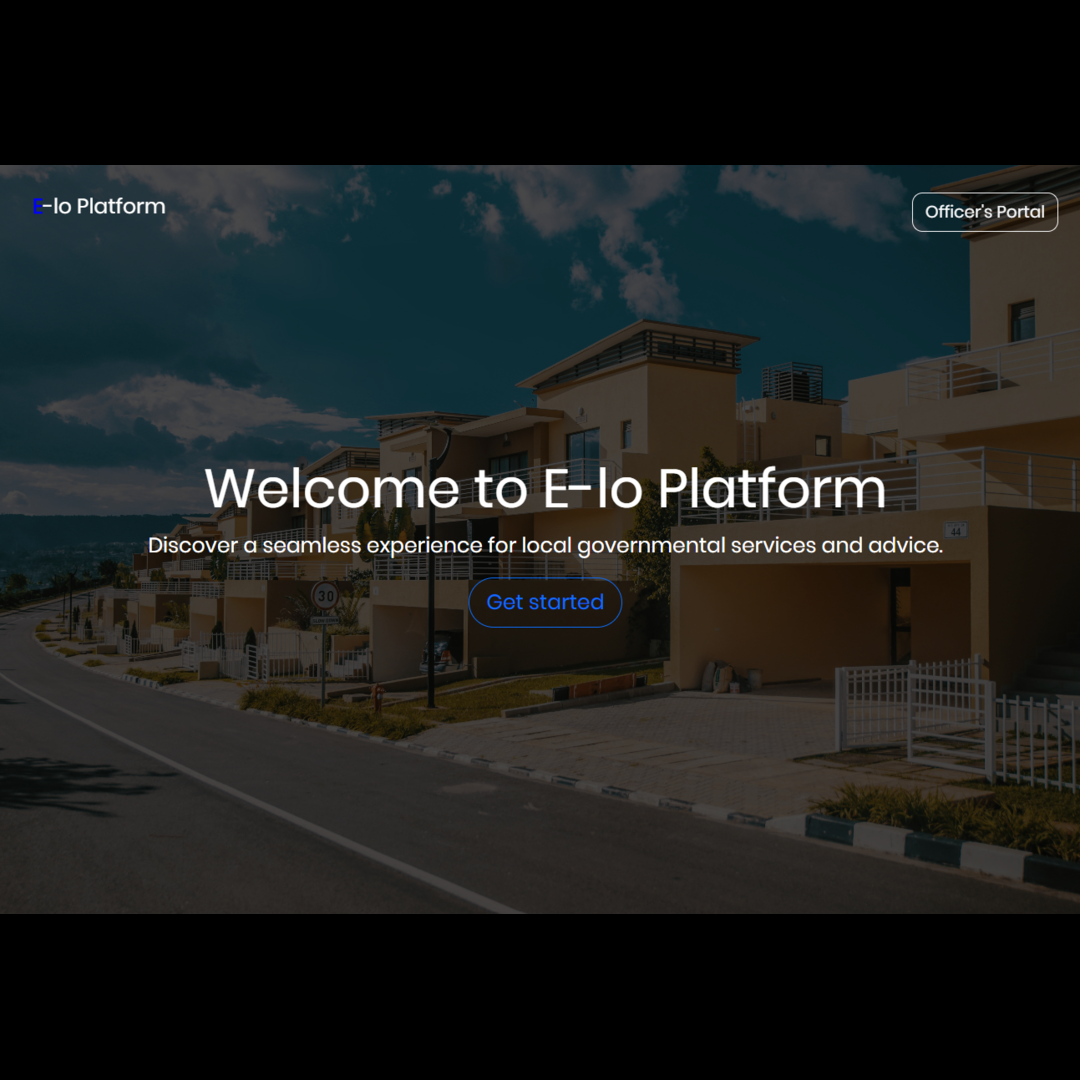 E-lo Platform
Officer's Portal
Welcome to E-lo Platform
Discover a seamless experience for local governmental services and advice.
Get started
30
44